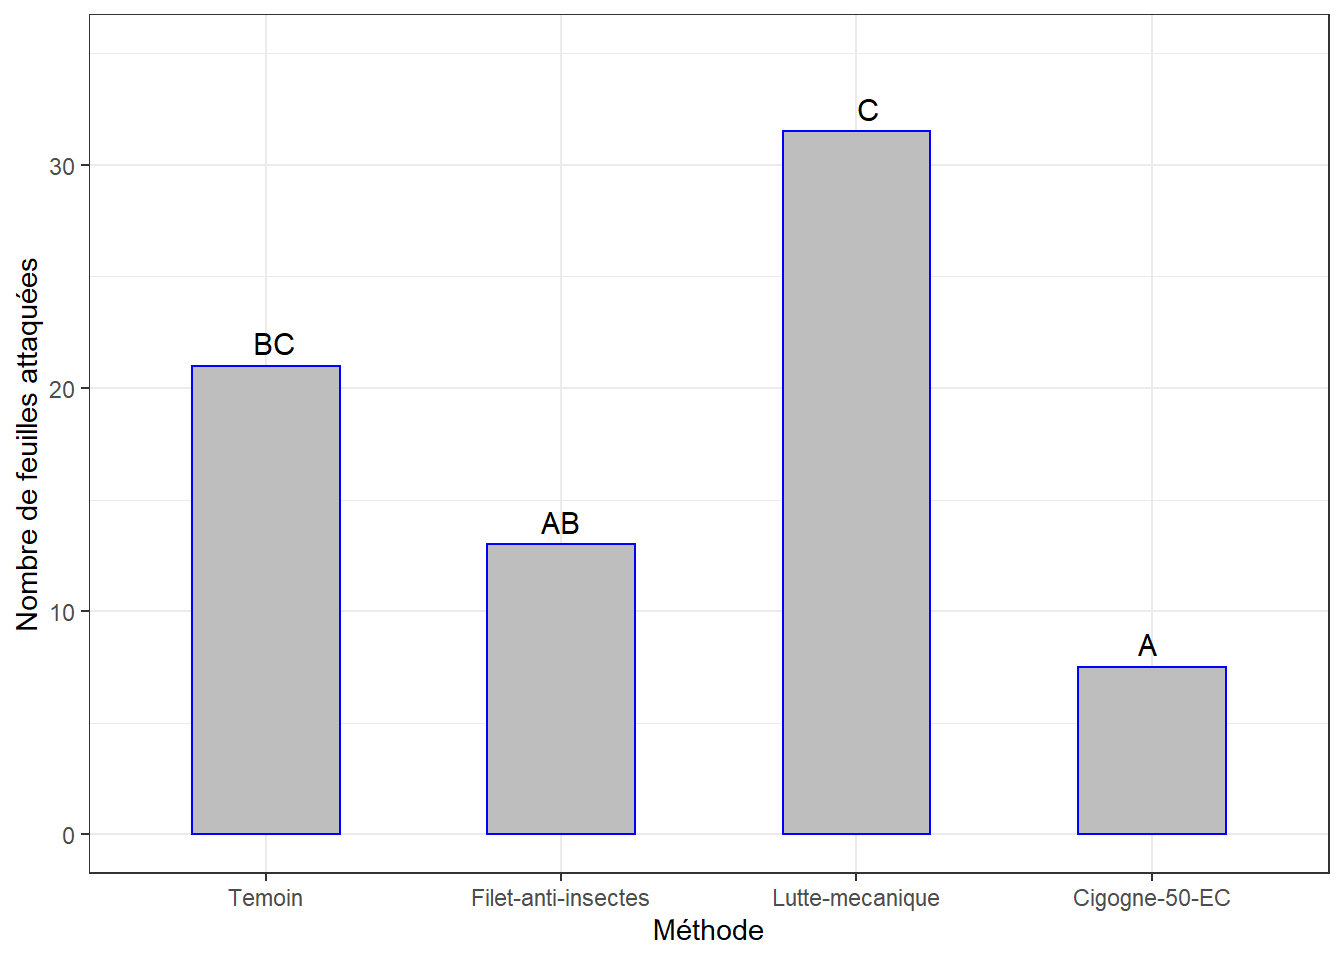 Nombre de feuilles attaquées
30
20
10
0
BC
AB
C
A
Temoin
Filet-anti-insectes
Lutte-mecanique
Cigogne-50-EC
Méthode